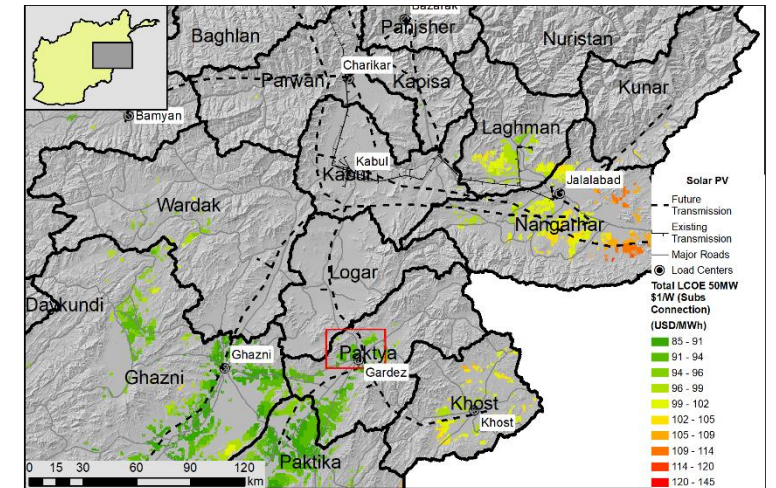 Bazarak
Panjsher
Baghlan
Nuristan
Charikar
Parwan
Kapisa
Kunar
Bamyan
Laghman
Kabul
Kabul
Jalalabad
Wardak
Nangarhar
Logar
Daykundi
Paktya
Ghazni
Gardez
Ghazni
Khost
Khost
Paktika
0 15 30 60 90 120
km
Solar PV
Future
Transmission
Existing
Transmission
Major Roads
Load Centers
Total LCOE 50MW
$1/W (Subs
Connection)
(USD/MWh)
85 - 91
91 - 94
94 - 96
96 - 99
99 - 102
102 - 105
105 - 109
109 - 114
114 - 120
120 - 145